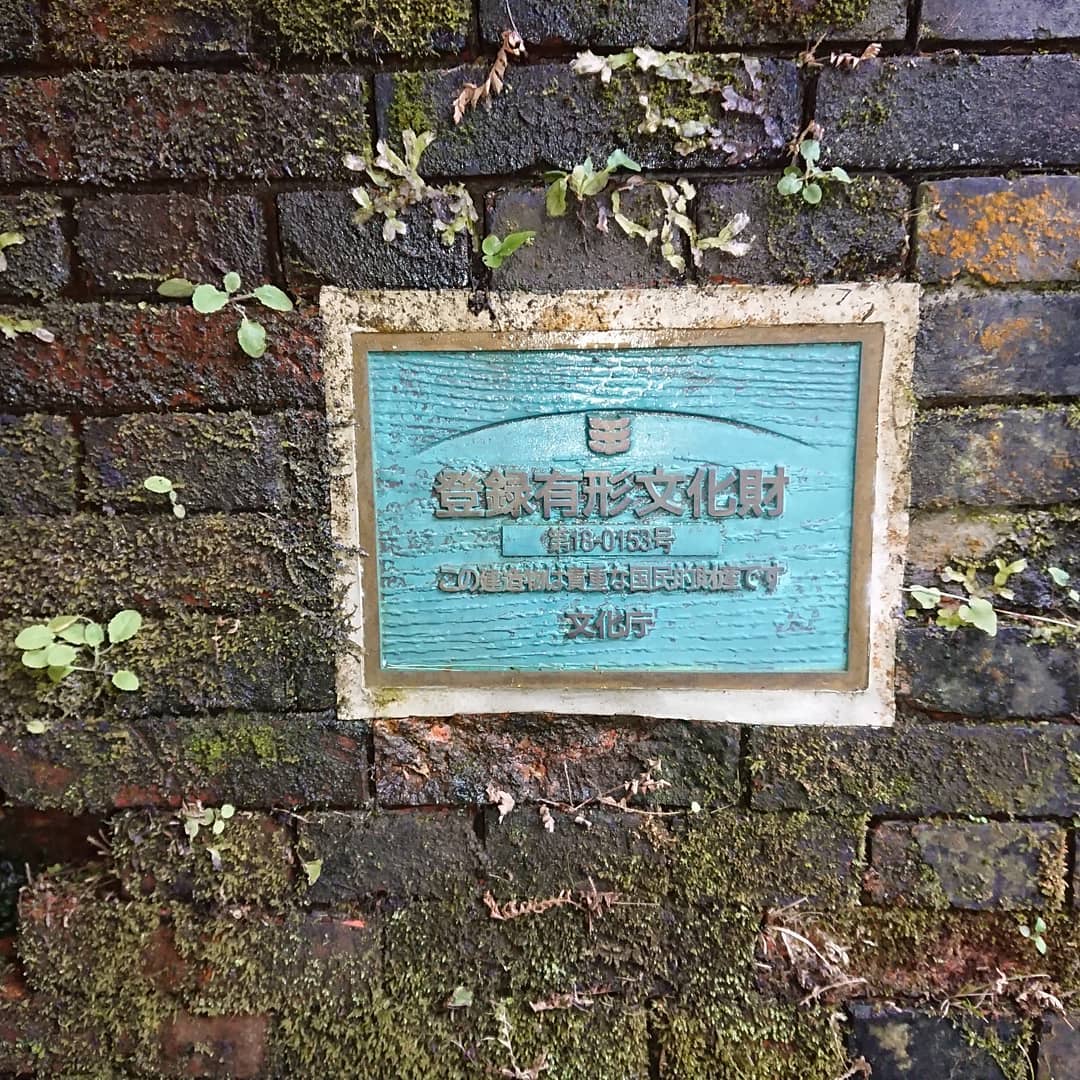 登録有形文化財
第18-0153号
この建造物は貴重な国民的財産です
文化庁